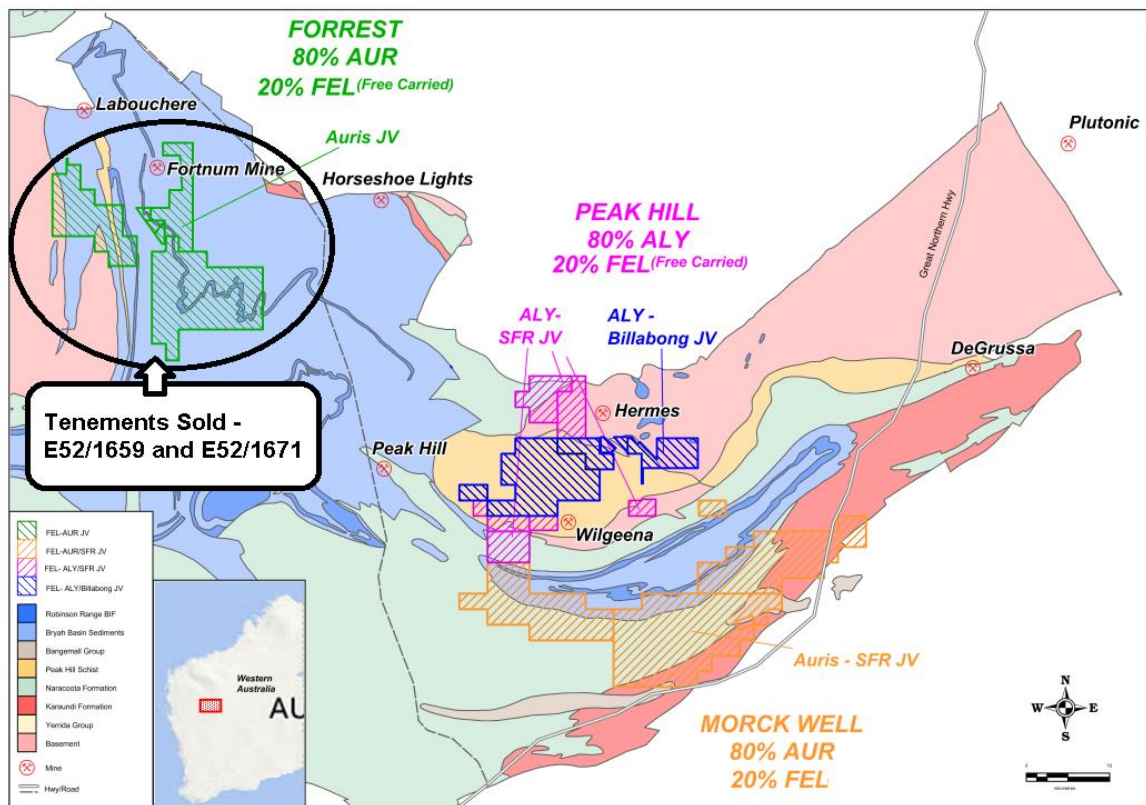 FORREST
80% AUR
20% FEL (Free Carried)
Labouchere
Auris JV
Fortnum Mine
Horseshoe Lights
Plutonic
PEAK HILL
80% ALY
20% FEL (Free Carried)
Great Northern Hwy
ALY-
SFR JV
ALY -
Billabong JV
DeGrussa
Tenements Sold -
E52/1659 and E52/1671
Hermes
Peak Hill
Wilgeena
FEL-AUR JV
FEL-AUR/SFR JV
FEL- ALY/SFR JV
FEL- ALY/Billabong JV
Robinson Range BIF
Bryah Basin Sediments
Bangemall Group
Peak Hill Schist
Naracoota Formation
Karaundi Formation
Yerrida Group
Basement
Mine
Hwy/Road
Western
Australia
AU
Auris - SFR JV
MORCK WELL
80% AUR
20% FEL
N
W
E
S
0
10
kilometres